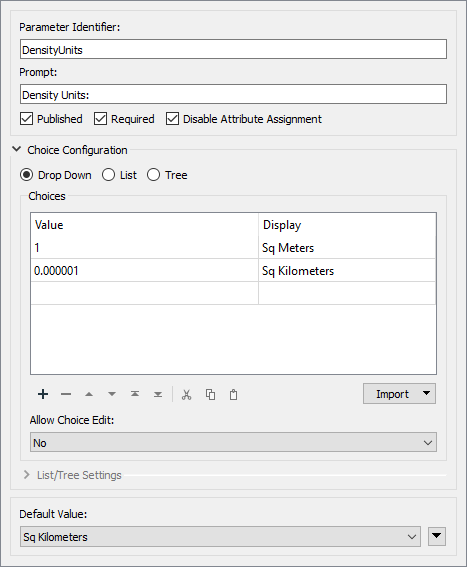 Parameter Identifier:
DensityUnits
Prompt:
Density Units:
Published Required Disable Attribute Assignment
Choice Configuration
Drop Down List Tree
Choices
Value Display
1 Sq Meters
0.000001 Sq Kilometers
Import
Allow Choice Edit:
No
List/Tree Settings
Default Value:
Sq Kilometers